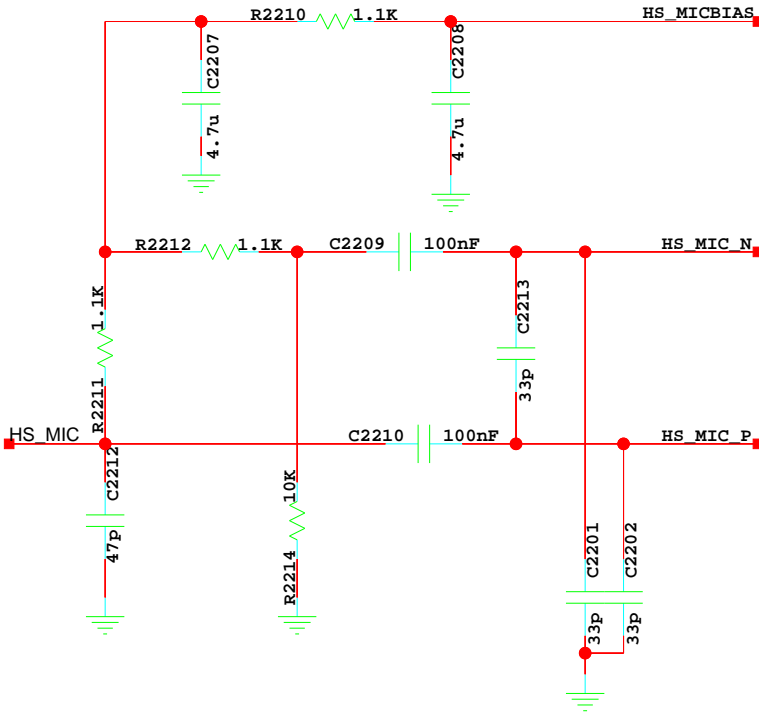 R2210 1.1K HS_MICBIAS
C2207
4.7u
C2208
4.7u
R2212 1.1K C2209 100nF HS_MIC_N
1.1K
R2211
C2213
33p
HS_MIC C2210 100nF HS_MIC_P
C2212
47p
10K
R2214
C2201
33p
C2202
33p